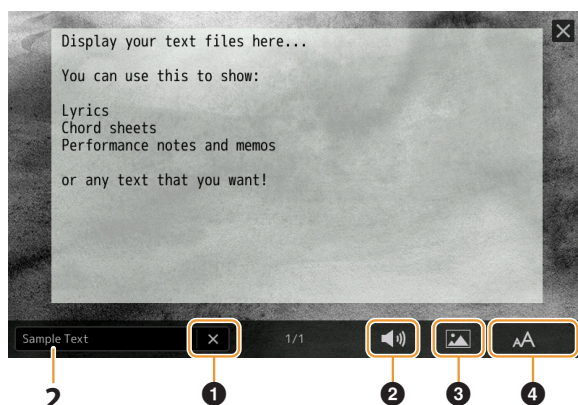 Display your text files here...
You can use this to show:
Lyrics
Chord sheets
Performance notes and memos
or any text that you want!
Sample Text
1/1
AA
2
1
2
3
4